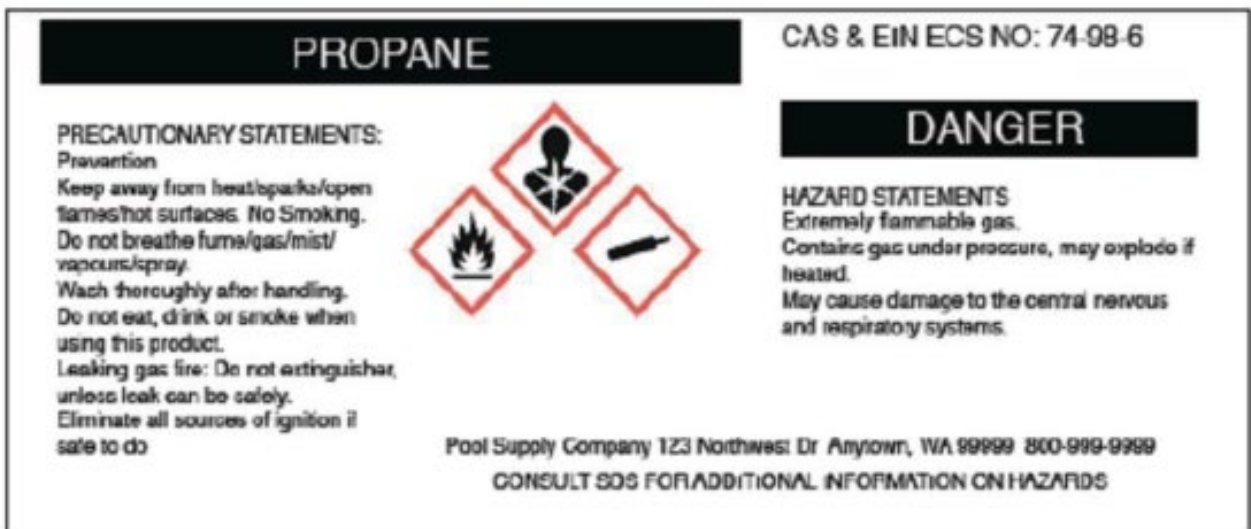 PROPANE
PRECAUTIONARY STATEMENTS:
Prevention
Keep away from heat/sparks/open
flames/hot surfaces. No Smoking.
Do not breathe fume/gas/mist/
vapours/spray.
Wash thoroughly after handling.
Do not eat, drink or smoke when
using this product.
Leaking gas fire: Do not extinguisher,
unless leak can be safely.
Eliminate all sources of ignition if
safe to do
CAS & EIN ECS NO: 74-98-6
DANGER
HAZARD STATEMENTS
Extremely flammable gas.
Contains gas under pressure, may explode if
heated.
May cause damage to the central nervous
and respiratory systems.
Pool Supply Company 123 Northwest Dr Anytown, WA 99999 800-999-9999
CONSULT SDS FOR ADDITIONAL INFORMATION ON HAZARDS